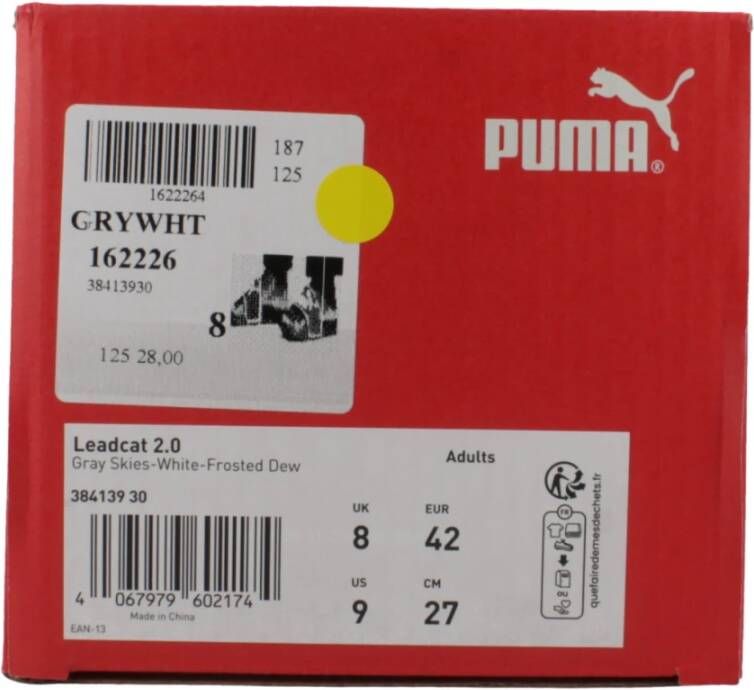 PUMA®
187
125
1622264
GRYWHT
162226
38413930
8
125 28,00
Leadcat 2.0
Gray Skies-White-Frosted Dew
Adults
384139 30
UK
8
EUR
42
US
9
CM
27
4 067979 602174
Made in China
EAN-13
FR
quefairedemesdechets.fr